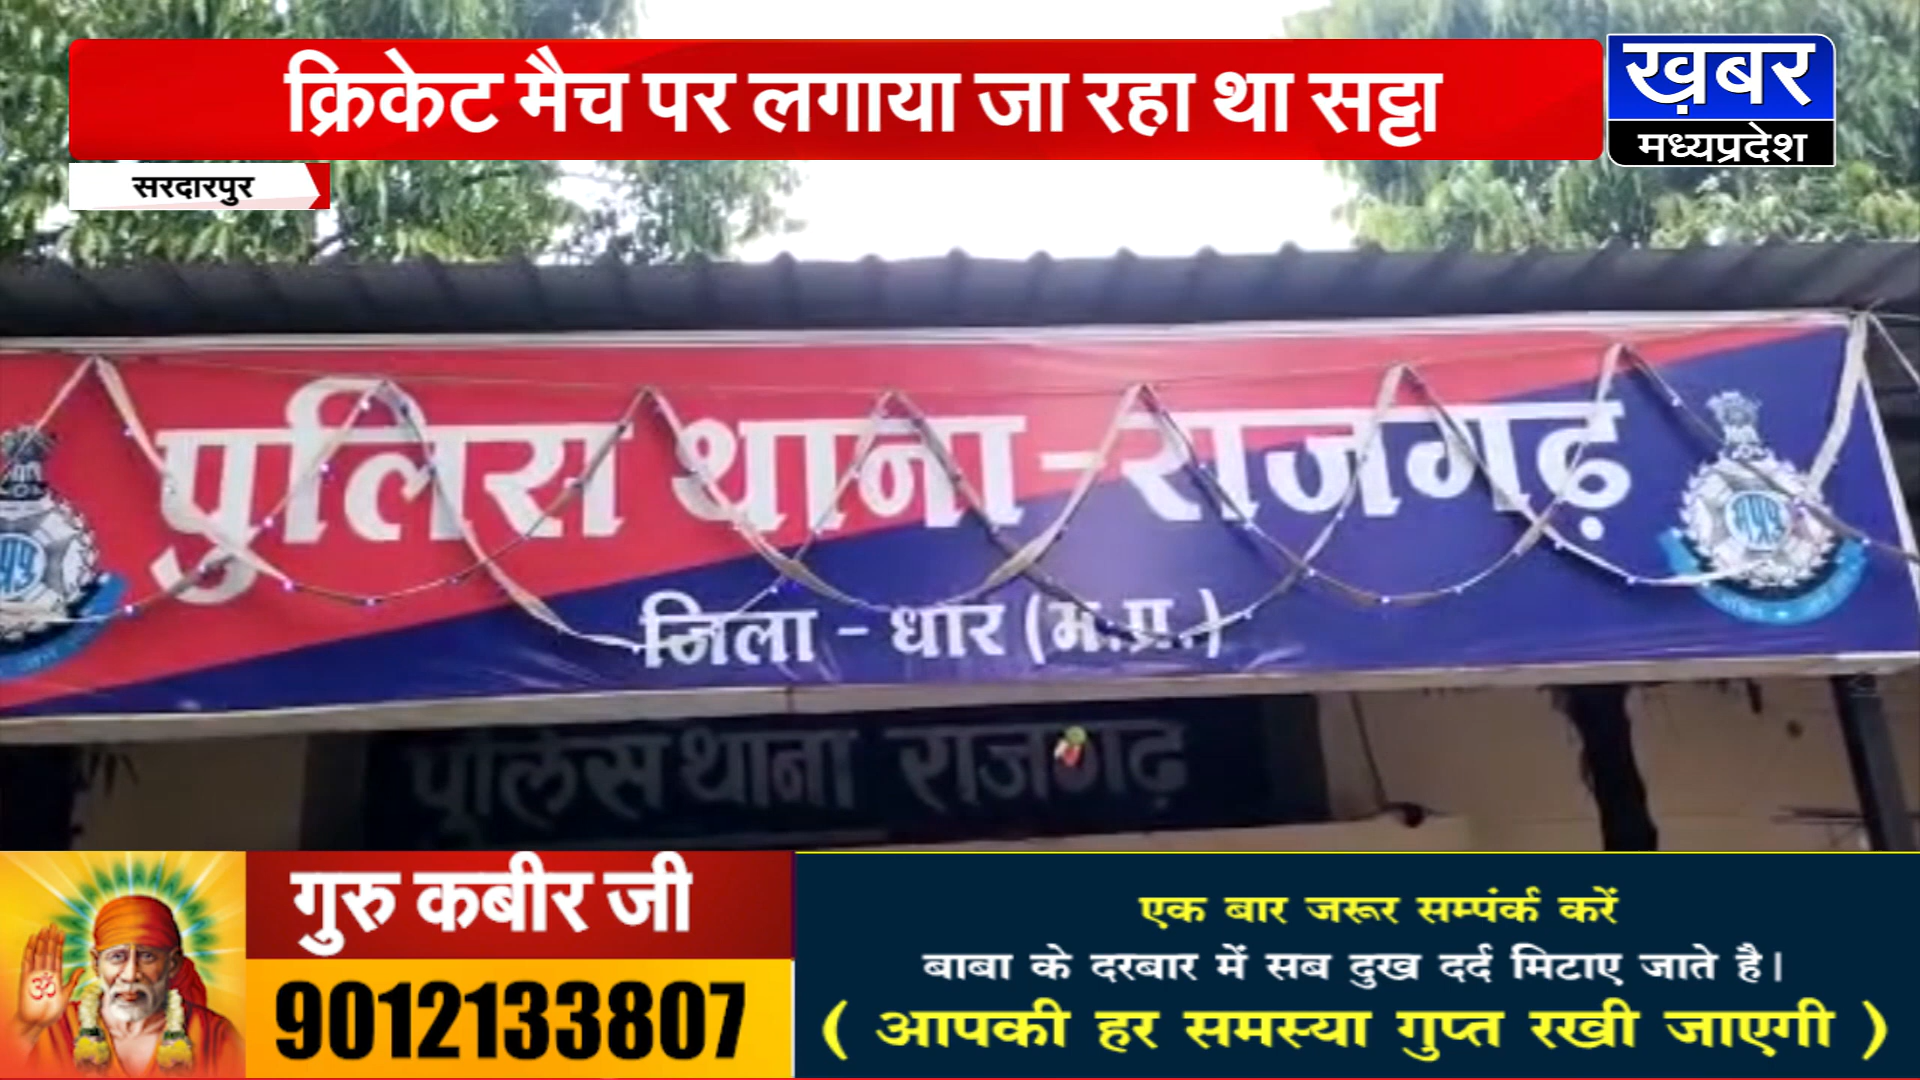 क्रिकेट मैच पर लगाया जा रहा था सट्टा
ख़बर
मध्यप्रदेश
सरदारपुर
पुलिस थाना - राजगढ़
जिला - धार (म.प्र.)
पुलिस थाना राजगढ़
गुरु कबीर जी
9012133807
एक बार जरूर सम्पंर्क करें
बाबा के दरबार में सब दुख दर्द मिटाए जाते है।
( आपकी हर समस्या गुप्त रखी जाएगी )